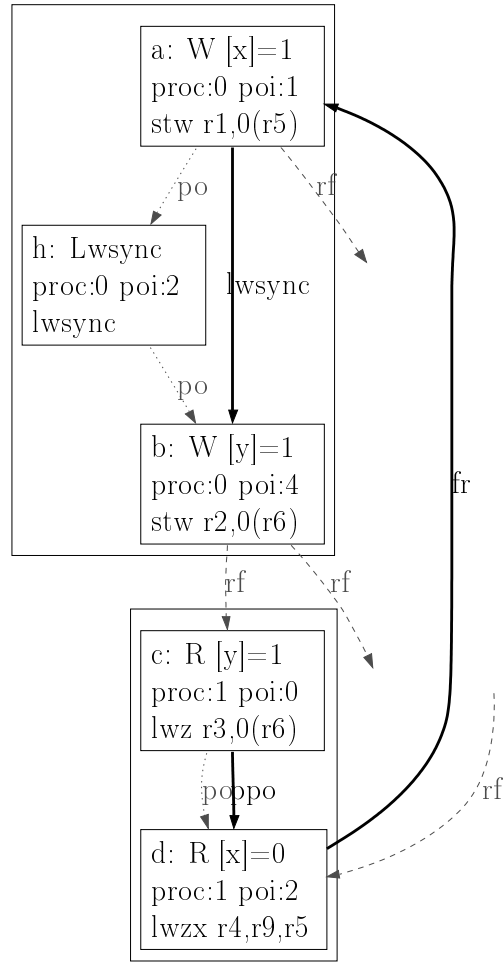 a: W [x]=1
proc:0 poi:1
stw r1,0(r5)
po
rf
h: Lwsync
proc:0 poi:2
lwsync
lwsync
po
b: W [y]=1
proc:0 poi:4
stw r2,0(r6)
fr
rf
rf
c: R [y]=1
proc:1 poi:0
lwz r3,0(r6)
po
ppo
rf
d: R [x]=0
proc:1 poi:2
lwzx r4,r9,r5